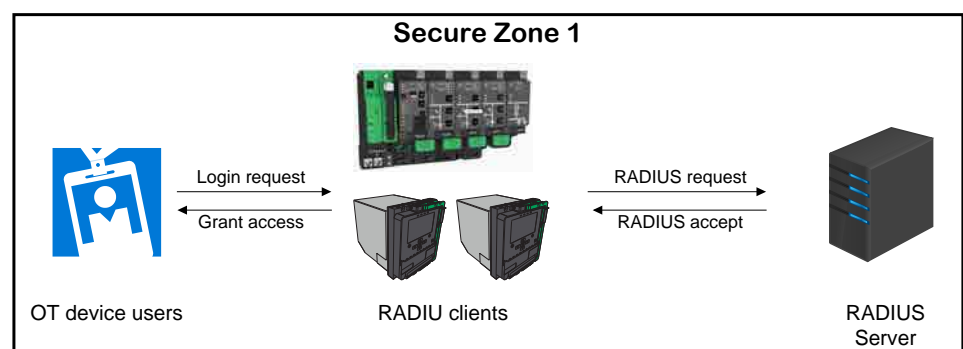 Secure Zone 1
Login request
Grant access
RADIUS request
RADIUS accept
OT device users
RADIU clients
RADIUS
Server